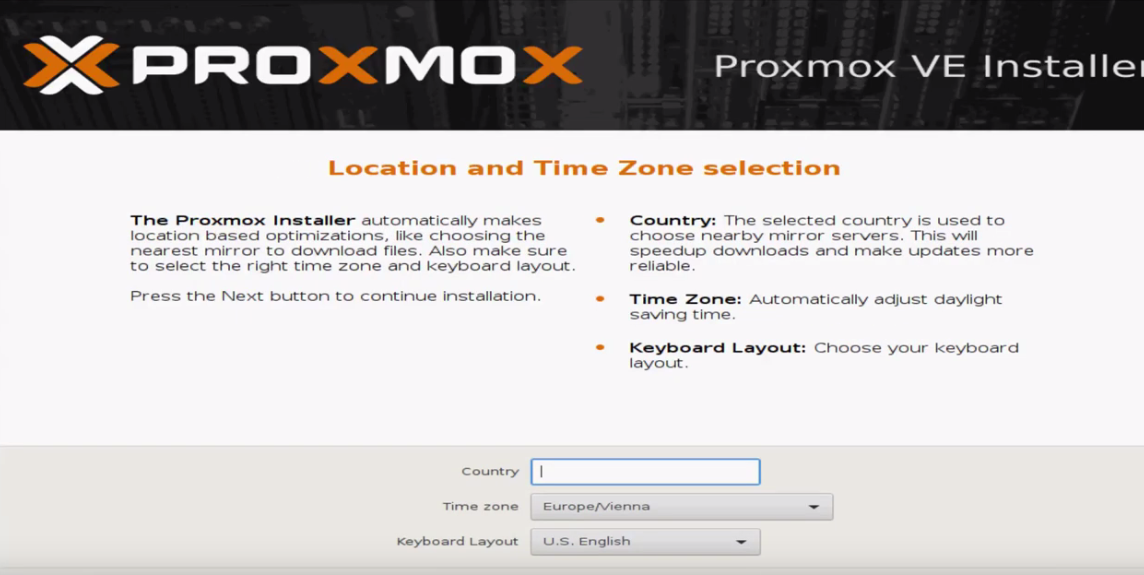 PROXMOX
Proxmox VE Installer
Location and Time Zone selection
The Proxmox Installer automatically makes
location based optimizations, like choosing the
nearest mirror to download files. Also make sure
to select the right time zone and keyboard layout.
Press the Next button to continue installation.
• Country: The selected country is used to
choose nearby mirror servers. This will
speedup downloads and make updates more
reliable.
• Time Zone: Automatically adjust daylight
saving time.
• Keyboard Layout: Choose your keyboard
layout.
Country
Time zone Europe/Vienna
Keyboard Layout U.S. English